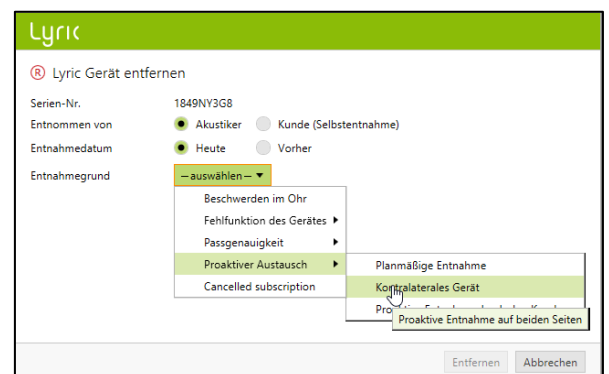 Lyric
® Lyric Gerät entfernen
Serien-Nr. 1849NY3G8
Entnommen von Akustiker Kunde (Selbstentnahme)
Entnahmedatum Heute Vorher
Entnahmegrund —auswählen—
Beschwerden im Ohr
Fehlfunktion des Gerätes
Passgenauigkeit
Proaktiver Austausch
Cancelled subscription
Planmäßige Entnahme
Kontralaterales Gerät
Proaktive Entnahme auf beiden Seiten
Entfernen Abbrechen